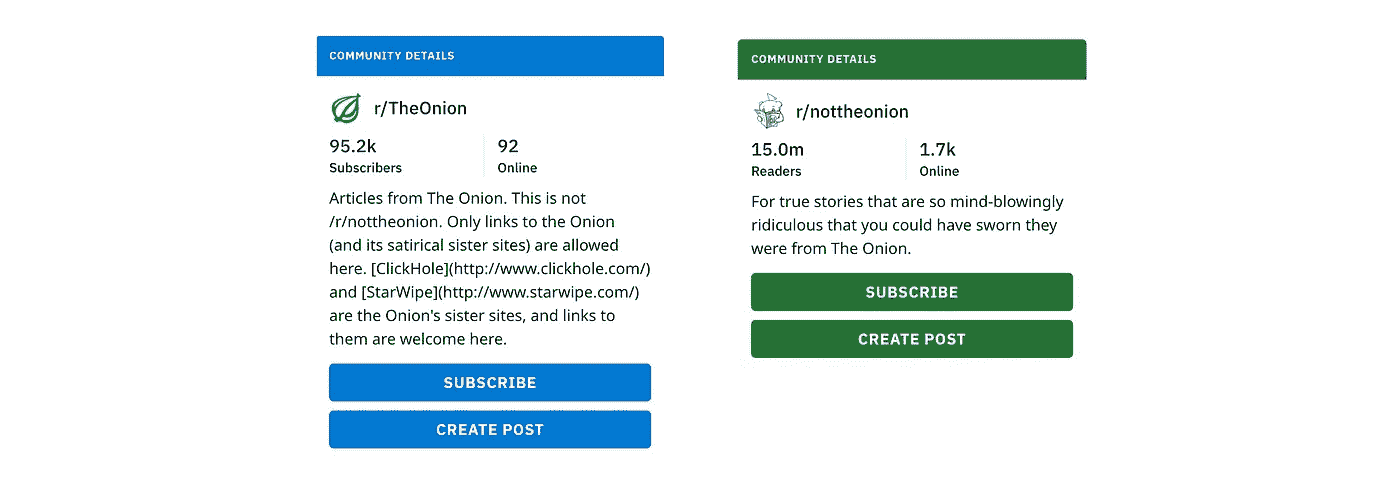 COMMUNITY DETAILS
r/TheOnion
95.2k
Subscribers
92
Online
Articles from The Onion. This is not
/r/nottheonion. Only links to the Onion
(and its satirical sister sites) are allowed
here. [ClickHole](http://www.clickhole.com/)
and [StarWipe](http://www.starwipe.com/)
are the Onion's sister sites, and links to
them are welcome here.
SUBSCRIBE
CREATE POST
COMMUNITY DETAILS
r/nottheonion
15.0m
Readers
1.7k
Online
For true stories that are so mind-blowingly
ridiculous that you could have sworn they
were from The Onion.
SUBSCRIBE
CREATE POST